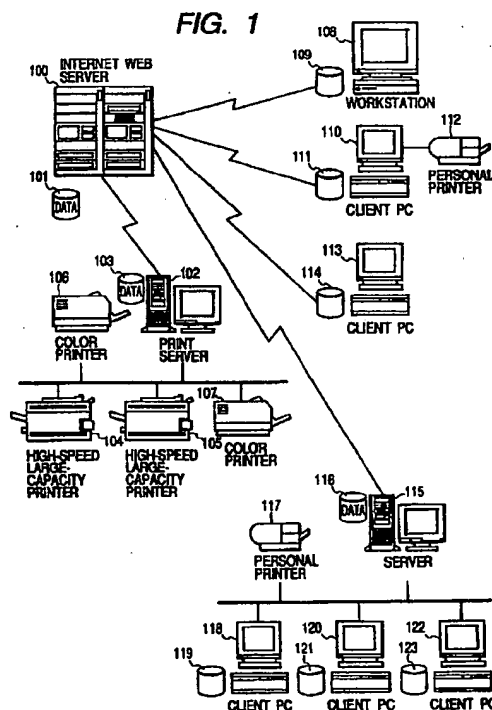 FIG. 1
INTERNET WEB
SERVER
100
101
DATA
108
109
WORKSTATION
110
111
112
CLIENT PC
PERSONAL
PRINTER
113
114
CLIENT PC
103
DATA
102
106
COLOR
PRINTER
PRINT
SERVER
107
104
105
COLOR
PRINTER
HIGH-SPEED
LARGE-
CAPACITY
PRINTER
HIGH-SPEED
LARGE-
CAPACITY
PRINTER
116
DATA
115
SERVER
117
PERSONAL
PRINTER
118
119
CLIENT PC
120
121
CLIENT PC
122
123
CLIENT PC